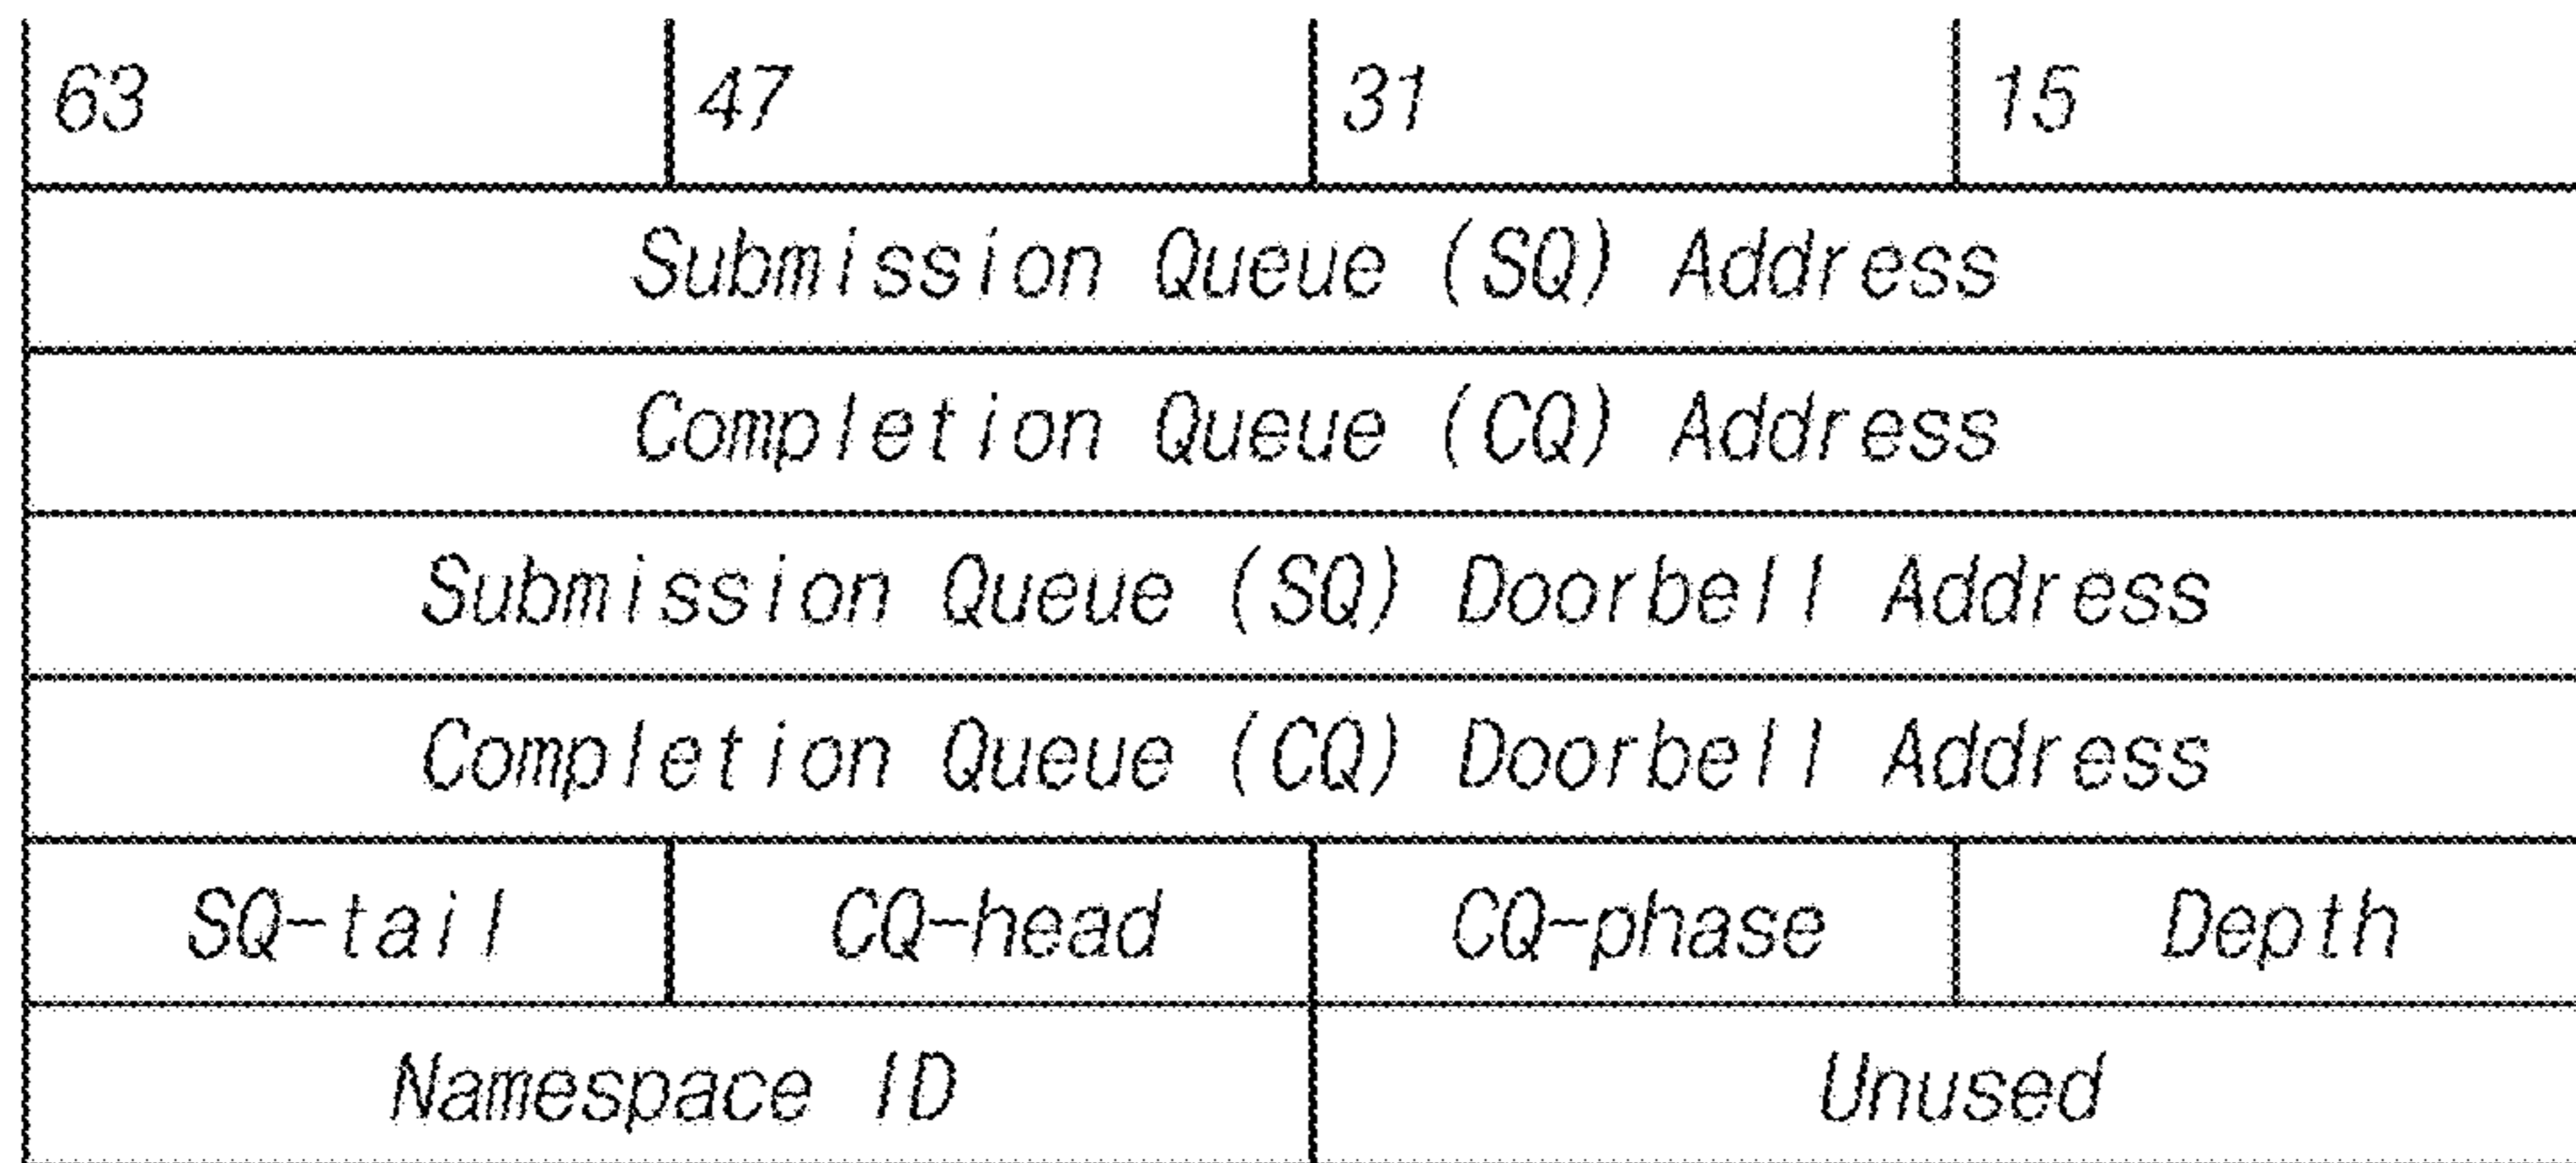 63 47 31 15
Submission Queue (SQ) Address
Completion Queue (CQ) Address
Submission Queue (SQ) Doorbell Address
Completion Queue (CQ) Doorbell Address
SQ-tail CQ-head CQ-phase Depth
Namespace ID Unused